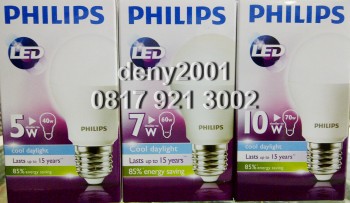 PHILIPS
LED
PHILIPS
5W ▶ 40W
Cool daylight
Lasts up to 15 years
85% energy saving
PHILIPS
LED
PHILIPS
7W ▶ 60W
Cool daylight
Lasts up to 15 years
85% energy saving
PHILIPS
LED
PHILIPS
10W ▶ 70W
Cool daylight
Lasts up to 15 years
85% energy saving
deny2001
0817 921 3002